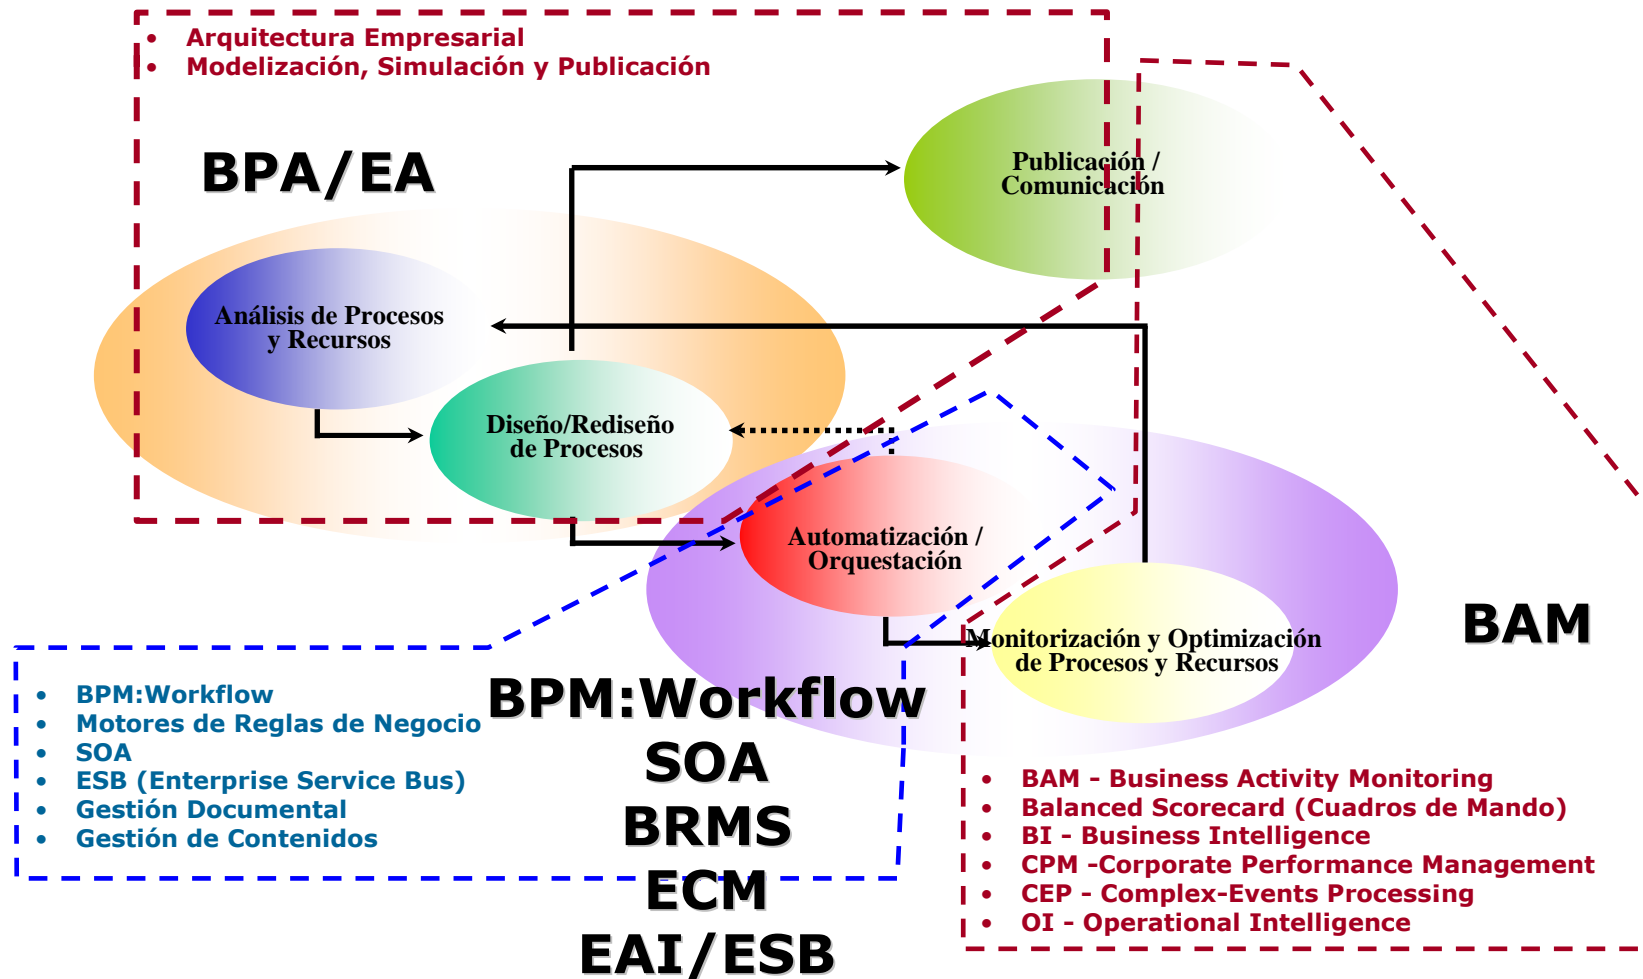 • Arquitectura Empresarial
• Modelización, Simulación y Publicación
BPA/EA
Publicación /
Comunicación
Análisis de Procesos
y Recursos
Diseño/Rediseño
de Procesos
Automatización /
Orquestación
Monitorización y Optimización
de Procesos y Recursos
BAM
• BPM:Workflow
• Motores de Reglas de Negocio
• SOA
• ESB (Enterprise Service Bus)
• Gestión Documental
• Gestión de Contenidos
BPM:Workflow
SOA
BRMS
ECM
EAI/ESB
• BAM - Business Activity Monitoring
• Balanced Scorecard (Cuadros de Mando)
• BI - Business Intelligence
• CPM -Corporate Performance Management
• CEP - Complex-Events Processing
• OI - Operational Intelligence